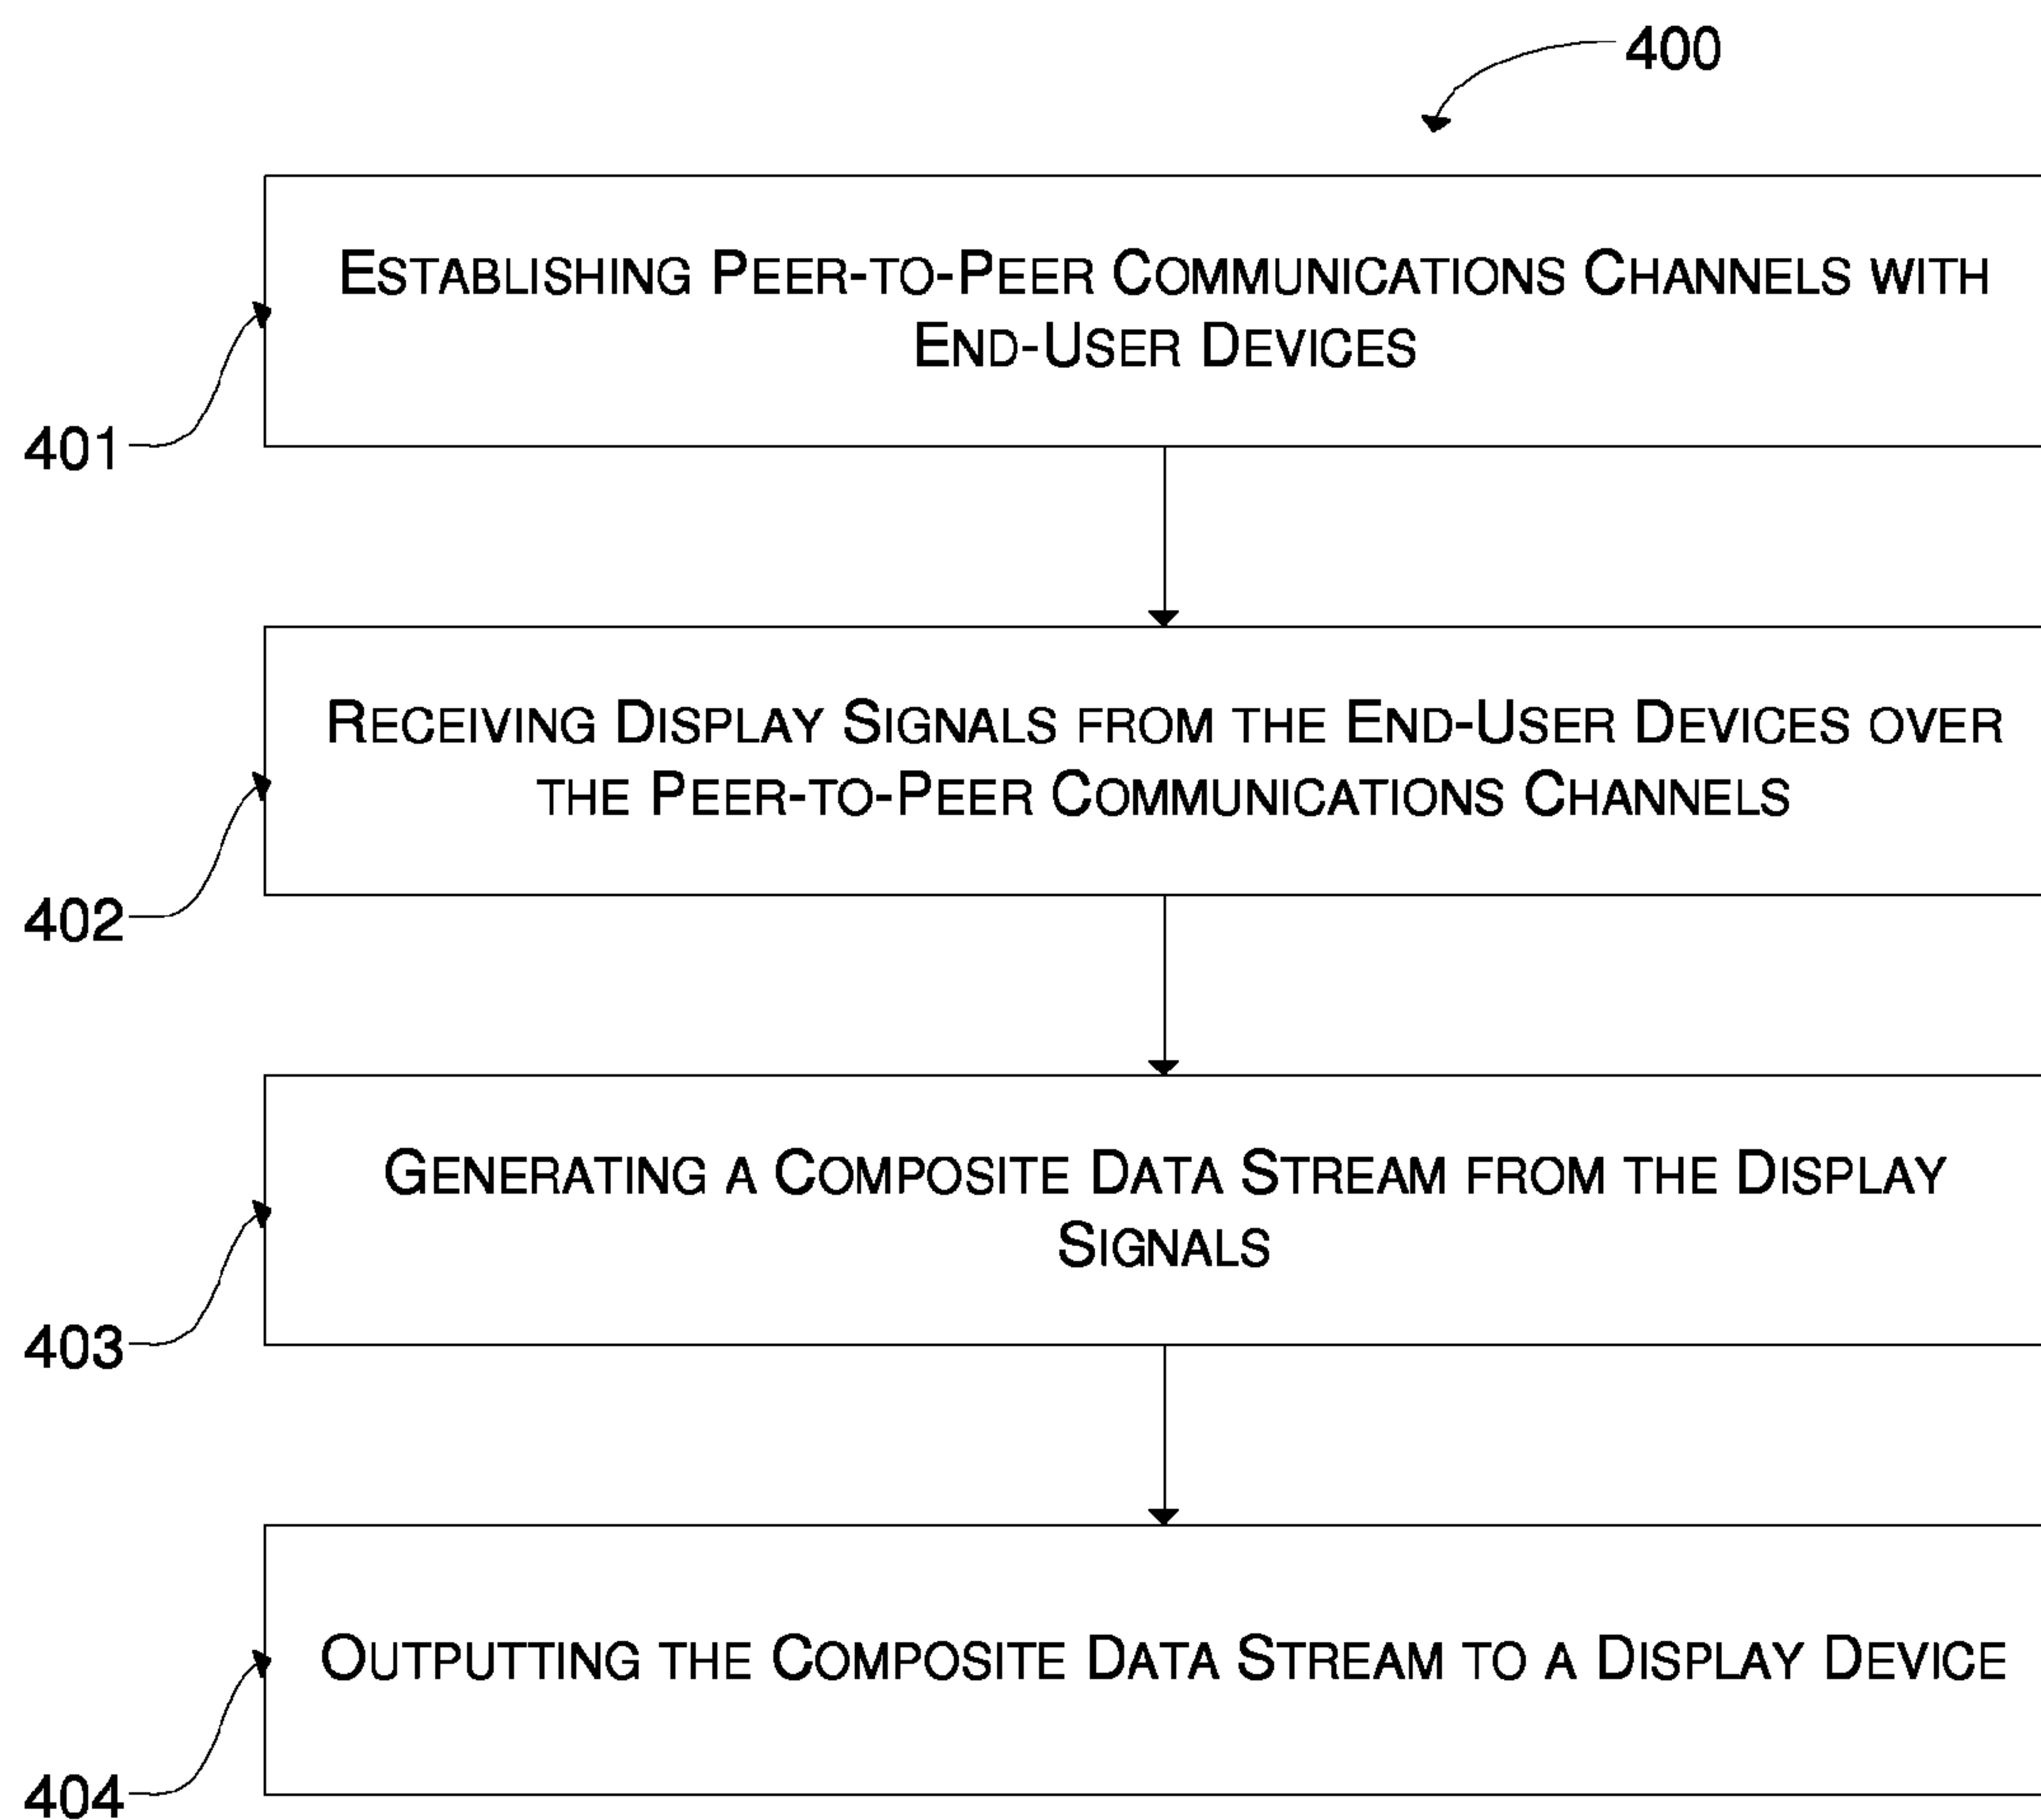 400
ESTABLISHING PEER-TO-PEER COMMUNICATIONS CHANNELS WITH
END-USER DEVICES
401
RECEIVING DISPLAY SIGNALS FROM THE END-USER DEVICES OVER
THE PEER-TO-PEER COMMUNICATIONS CHANNELS
402
GENERATING A COMPOSITE DATA STREAM FROM THE DISPLAY
SIGNALS
403
OUTPUTTING THE COMPOSITE DATA STREAM TO A DISPLAY DEVICE
404